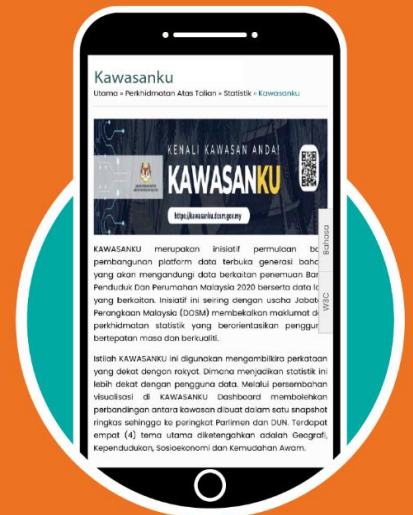 Kawasanku
Utama » Perkhidmatan Atas Talian » Statistik » Kawasanku
KENALI KAWASAN ANDA!
KAWASANKU
https://kawasanku.dosm.gov.my
Bahasa
W3C
KAWASANKU merupakan inisiatif permulaan
pembangunan platform data terbuka generasi
yang akan mengandungi data berkaitan penemuan
Penduduk Dan Perumahan Malaysia 2020 berserta data
yang berkaitan. Inisiatif ini seiring dengan usaha
Perangkaan Malaysia (DOSM) membekalkan maklumat
perkhidmatan statistik yang berorientasikan
bertepatan masa dan berkualiti.
Istilah KAWASANKU ini digunakan mengambilkira perkataan
yang dekat dengan rakyat. Dimana menjadikan statistik ini
lebih dekat dengan pengguna data. Melalui persembahan
visualisasi di KAWASANKU Dashboard membolehkan
perbandingan antara kawasan dibuat dalam satu snapshot
ringkas sehingga ke peringkat Parlimen dan DUN. Terdapat
empat (4) tema utama diketengahkan adalah Geografi,
Kependudukan, Sosioekonomi dan Kemudahan Awam.